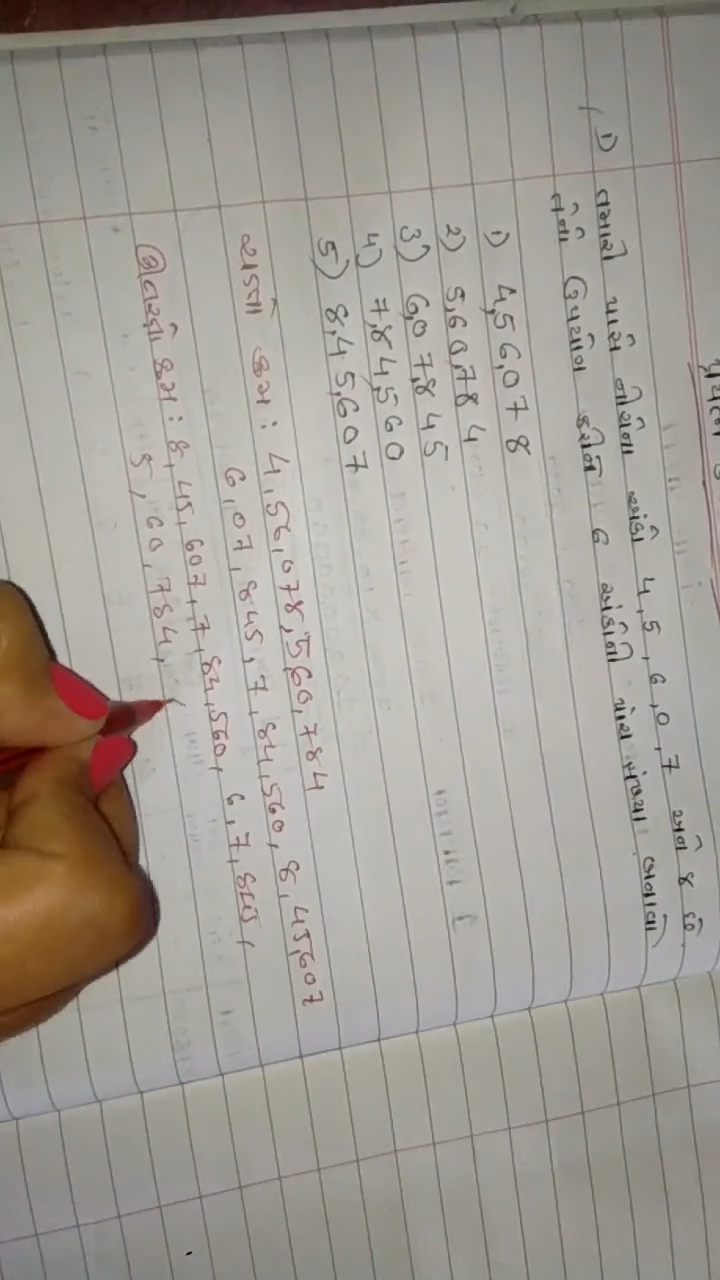 1) તમારી પાસે નીચેના અંકો 4, 5, 6, 0, 7 અને 8 છે.
તેનો ઉપયોગ કરીને 6 અંકોની પાંચ સંખ્યા બનાવો
1) 4,56,078
2) 5,60,784
3) 6,07,845
4) 7,84,560
5) 8,45,607
ચડતો ક્રમ : 4,56,078, 5,60,784
6,07,845, 7,84,560, 8,45,607
ઊતરતો ક્રમ : 8,45,607, 7,84,560, 6,7,845,
5,60,784,